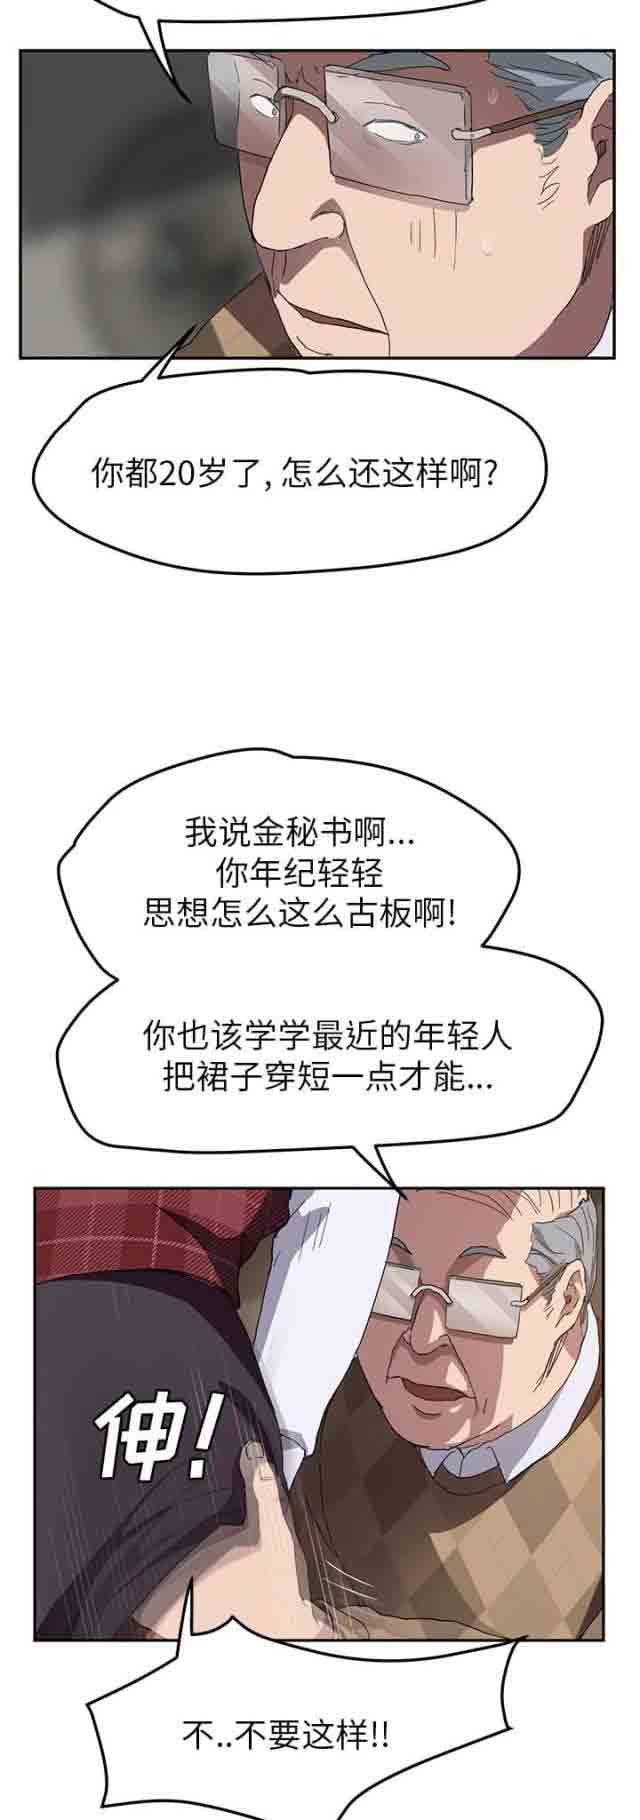 你都20岁了, 怎么还这样啊?
我说金秘书啊...
你年纪轻轻
思想怎么这么古板啊!
你也该学学最近的年轻人
把裙子穿短一点才能...
伸!
不..不要这样!!